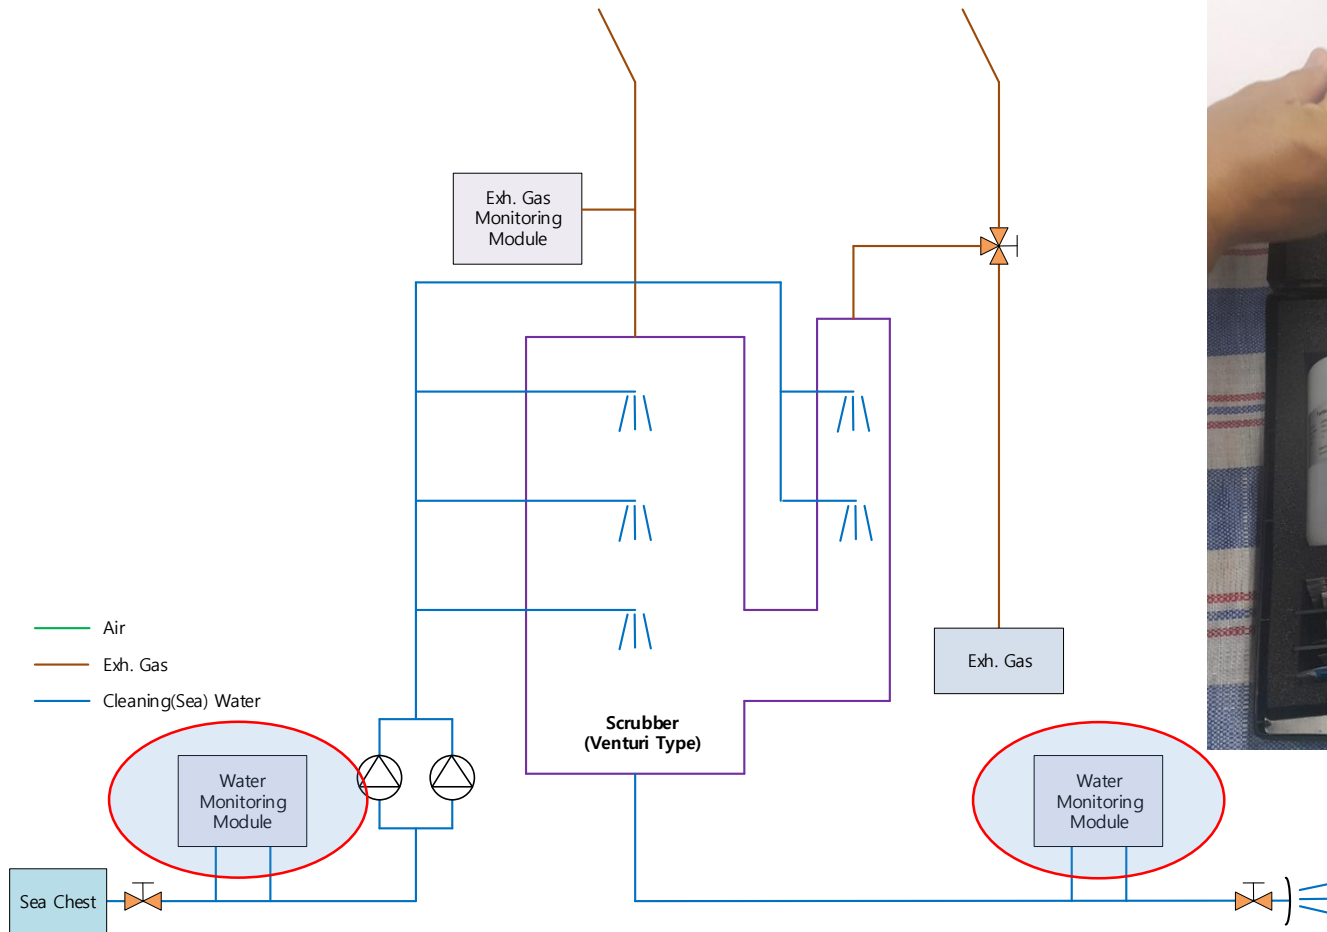 Exh. Gas
Monitoring
Module
Air
Exh. Gas
Cleaning(Sea) Water
Exh. Gas
Scrubber
(Venturi Type)
Water
Monitoring
Module
Water
Monitoring
Module
Sea Chest